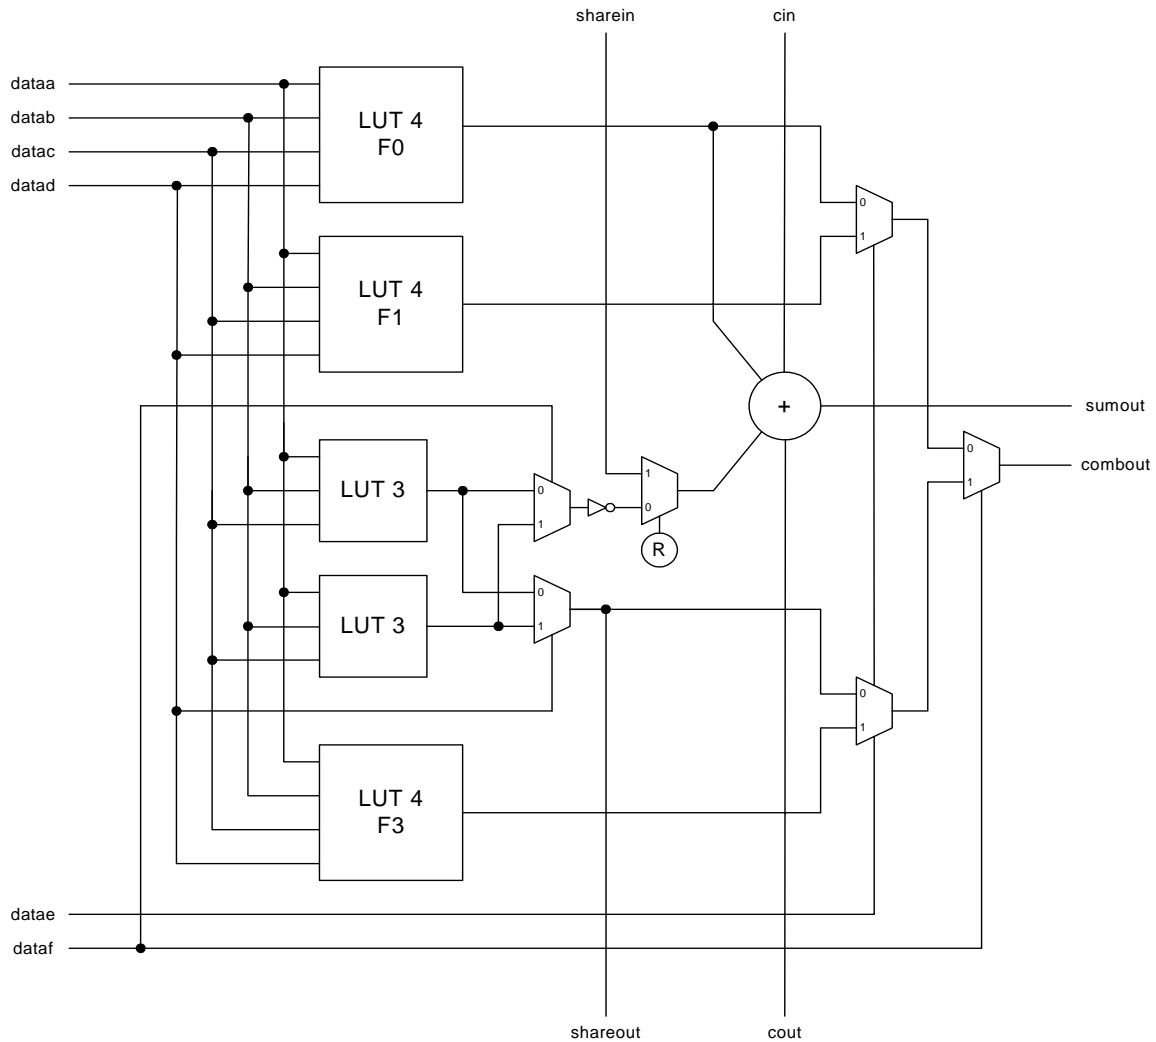 sharein cin
dataa
datab
datac
datad
LUT 4
F0
0
1
LUT 4
F1
+
sumout
0
combout
1
LUT 3
0
1
1
0
R
LUT 3
0
1
0
1
LUT 4
F3
datae
dataf
shareout cout